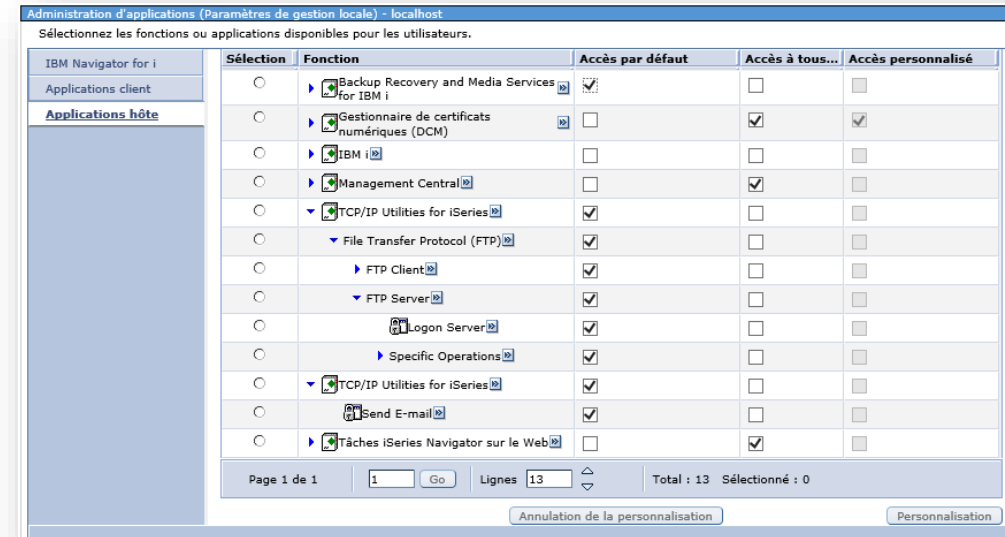 Administration d'applications (Paramètres de gestion locale) - localhost
Sélectionnez les fonctions ou applications disponibles pour les utilisateurs.
IBM Navigator for i
Applications client
Applications hôte
Sélection Fonction Accès par défaut Accès à tous... Accès personnalisé
Backup Recovery and Media Services
for IBM i
Gestionnaire de certificats
numériques (DCM)
IBM i
Management Central
TCP/IP Utilities for iSeries
File Transfer Protocol (FTP)
FTP Client
FTP Server
Logon Server
Specific Operations
TCP/IP Utilities for iSeries
Send E-mail
Tâches iSeries Navigator sur le Web
Page 1 de 1 1 Go Lignes 13 Total : 13 Sélectionné : 0
Annulation de la personnalisation Personnalisation